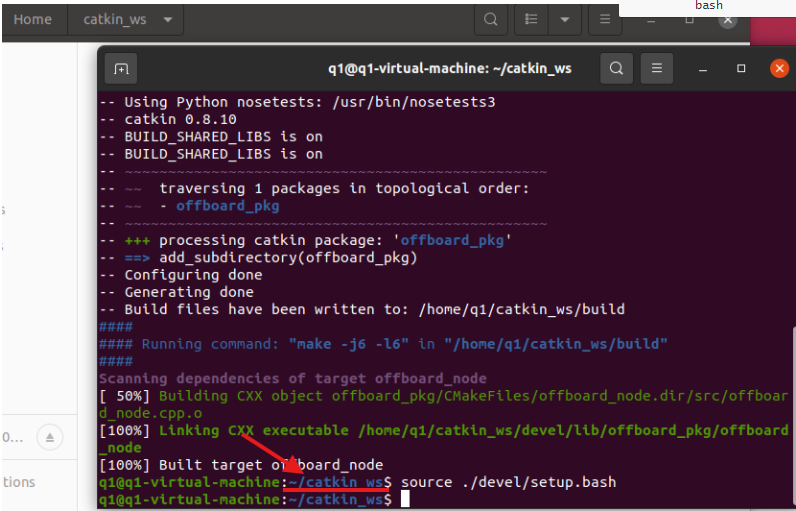 bash
Home catkin_ws
q1@q1-virtual-machine: ~/catkin_ws
-- Using Python nosetests: /usr/bin/nosetests3
-- catkin 0.8.10
-- BUILD_SHARED_LIBS is on
-- BUILD_SHARED_LIBS is on
-- ~~~~~~~~~~~~~~~~~~~~~~~~~~~~~~~~~~~~~~~~~~~~~~~~~
-- ~~  traversing 1 packages in topological order:
-- ~~  - offboard_pkg
-- ~~~~~~~~~~~~~~~~~~~~~~~~~~~~~~~~~~~~~~~~~~~~~~~~~
-- +++ processing catkin package: 'offboard_pkg'
-- ==> add_subdirectory(offboard_pkg)
-- Configuring done
-- Generating done
-- Build files have been written to: /home/q1/catkin_ws/build
####
#### Running command: "make -j6 -l6" in "/home/q1/catkin_ws/build"
####
Scanning dependencies of target offboard_node
[ 50%] Building CXX object offboard_pkg/CMakeFiles/offboard_node.dir/src/offboar
d_node.cpp.o
[100%] Linking CXX executable /home/q1/catkin_ws/devel/lib/offboard_pkg/offboard
_node
[100%] Built target offboard_node
q1@q1-virtual-machine:~/catkin_ws$ source ./devel/setup.bash
q1@q1-virtual-machine:~/catkin_ws$
0...
tions